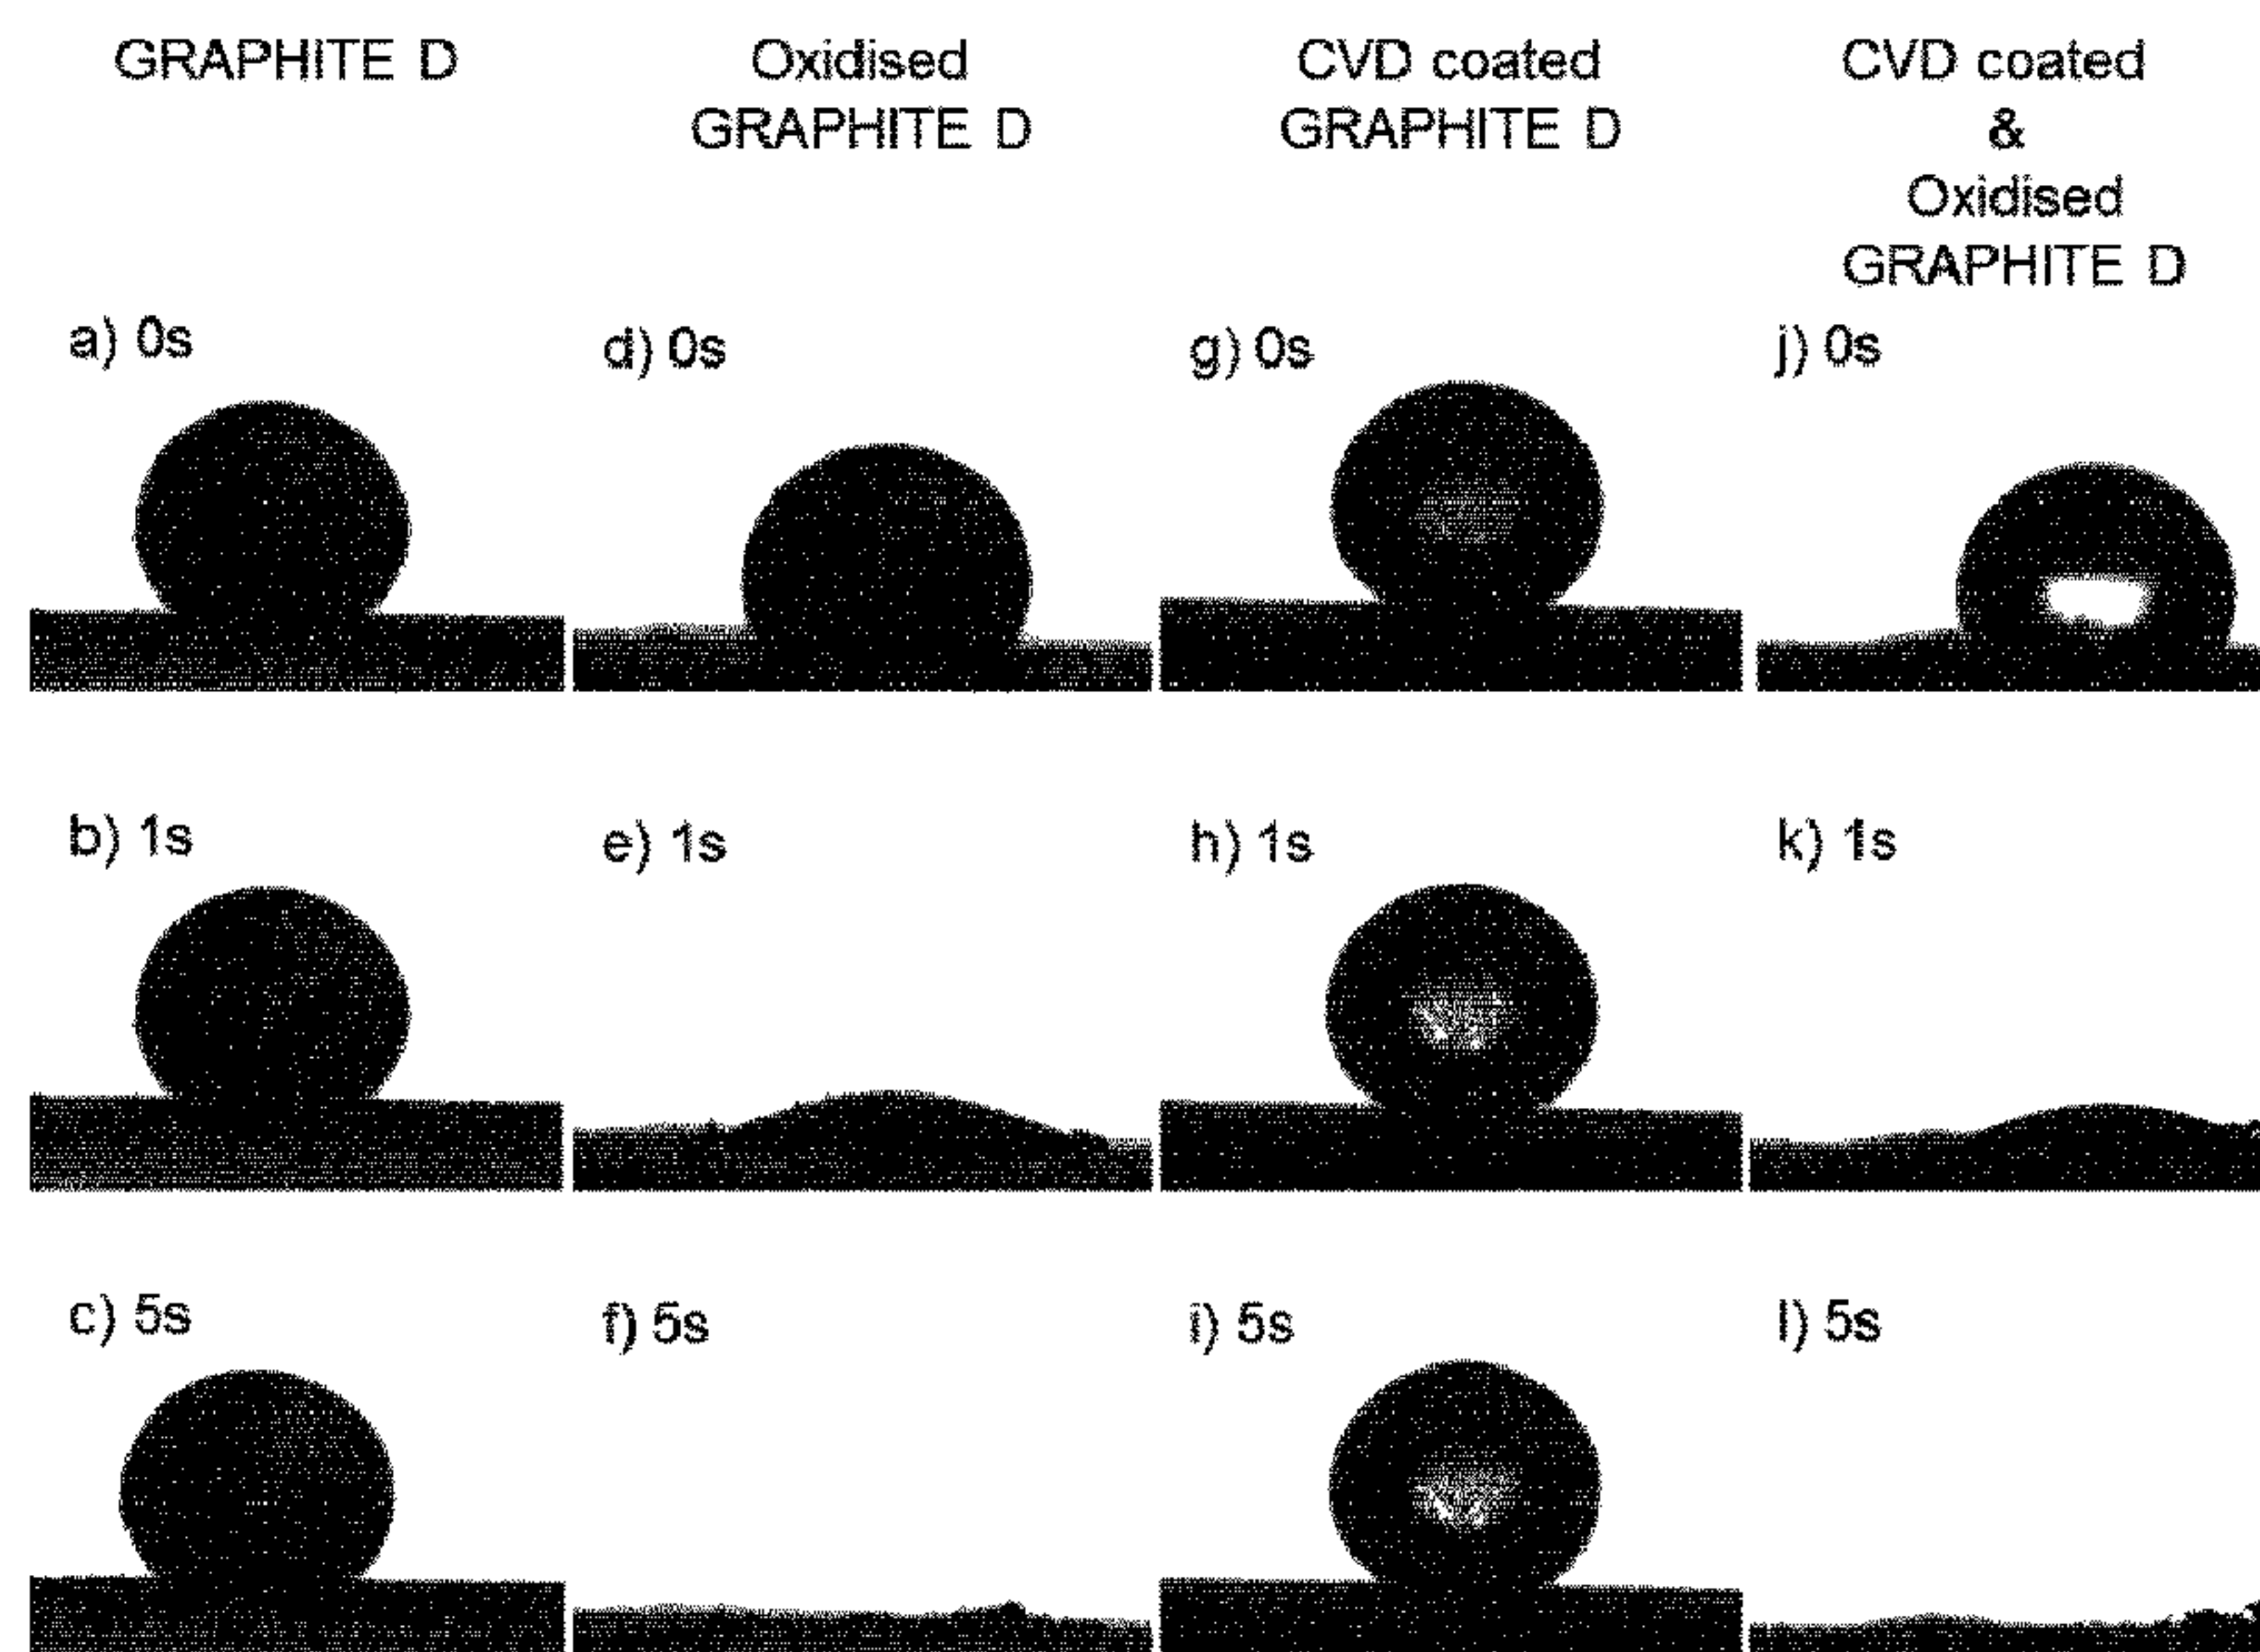 GRAPHITE D
Oxidised
GRAPHITE D
CVD coated
GRAPHITE D
CVD coated
&
Oxidised
GRAPHITE D
a) 0s
d) 0s
g) 0s
j) 0s
b) 1s
e) 1s
h) 1s
k) 1s
c) 5s
f) 5s
i) 5s
l) 5s